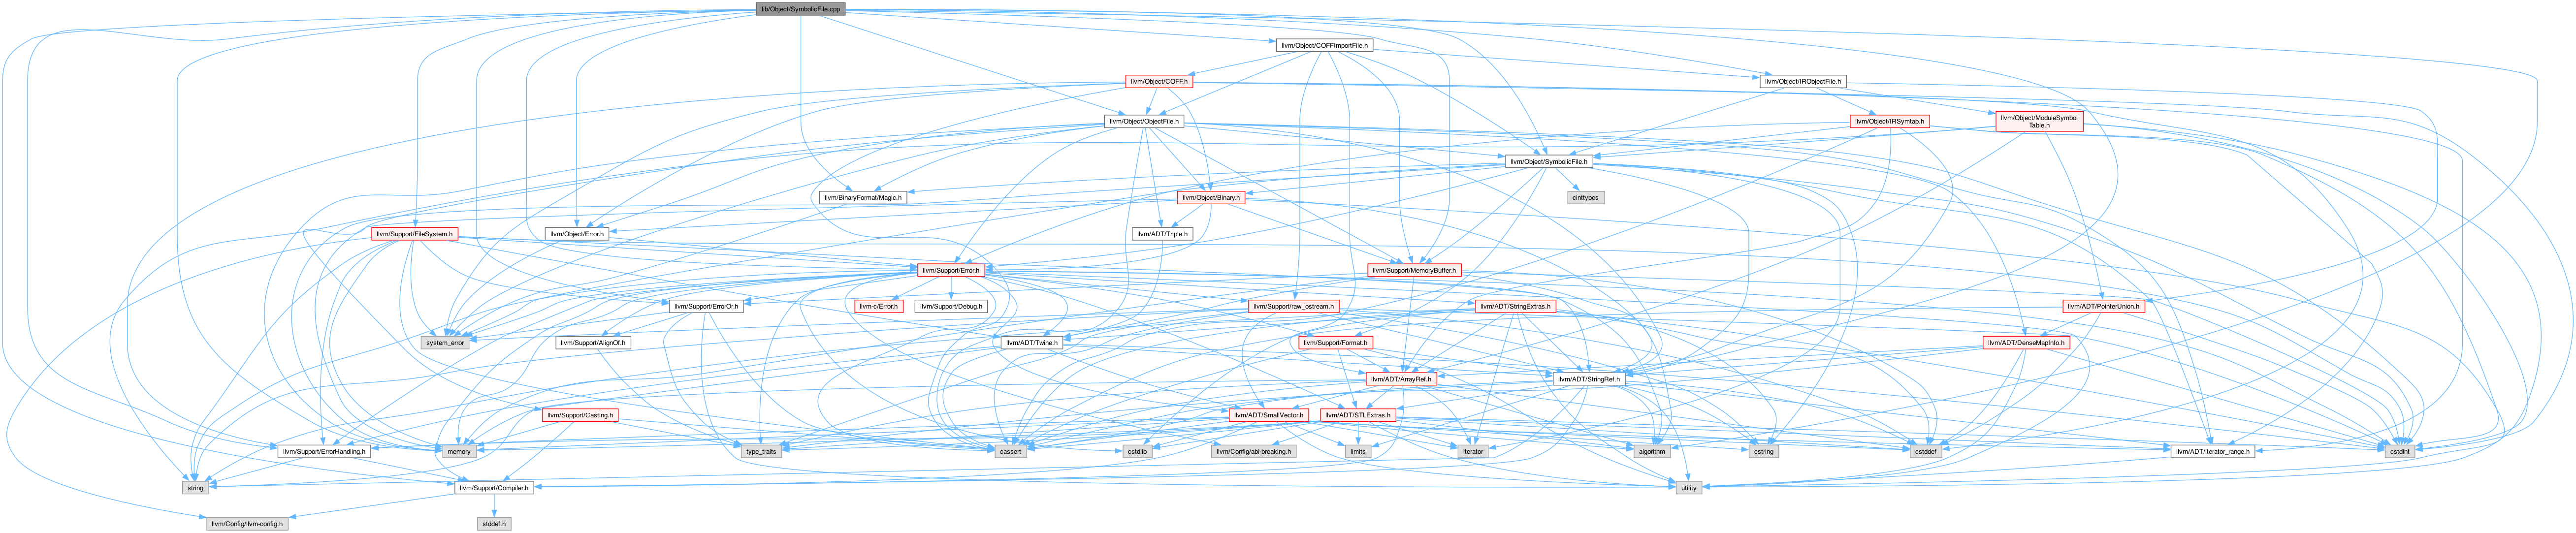 lib/Object/SymbolicFile.cpp
llvm/Object/COFFImportFile.h
llvm/Object/COFF.h
llvm/Object/IRObjectFile.h
llvm/Object/ObjectFile.h
llvm/Object/IRSymtab.h
llvm/Object/ModuleSymbol
Table.h
llvm/Object/SymbolicFile.h
llvm/BinaryFormat/Magic.h
llvm/Object/Binary.h
cinttypes
llvm/Support/FileSystem.h
llvm/Object/Error.h
llvm/ADT/Triple.h
llvm/Support/Error.h
llvm/Support/MemoryBuffer.h
llvm/Support/ErrorOr.h
llvm-c/Error.h
llvm/Support/Debug.h
llvm/Support/raw_ostream.h
llvm/ADT/StringExtras.h
llvm/ADT/PointerUnion.h
system_error
llvm/Support/AlignOf.h
llvm/ADT/Twine.h
llvm/Support/Format.h
llvm/ADT/DenseMapInfo.h
llvm/ADT/ArrayRef.h
llvm/ADT/StringRef.h
llvm/Support/Casting.h
llvm/ADT/SmallVector.h
llvm/ADT/STLExtras.h
llvm/Support/ErrorHandling.h
memory
type_traits
cassert
cstdlib
llvm/Config/abi-breaking.h
limits
iterator
algorithm
cstring
cstddef
llvm/ADT/iterator_range.h
cstdint
string
llvm/Support/Compiler.h
utility
llvm/Config/llvm-config.h
stddef.h